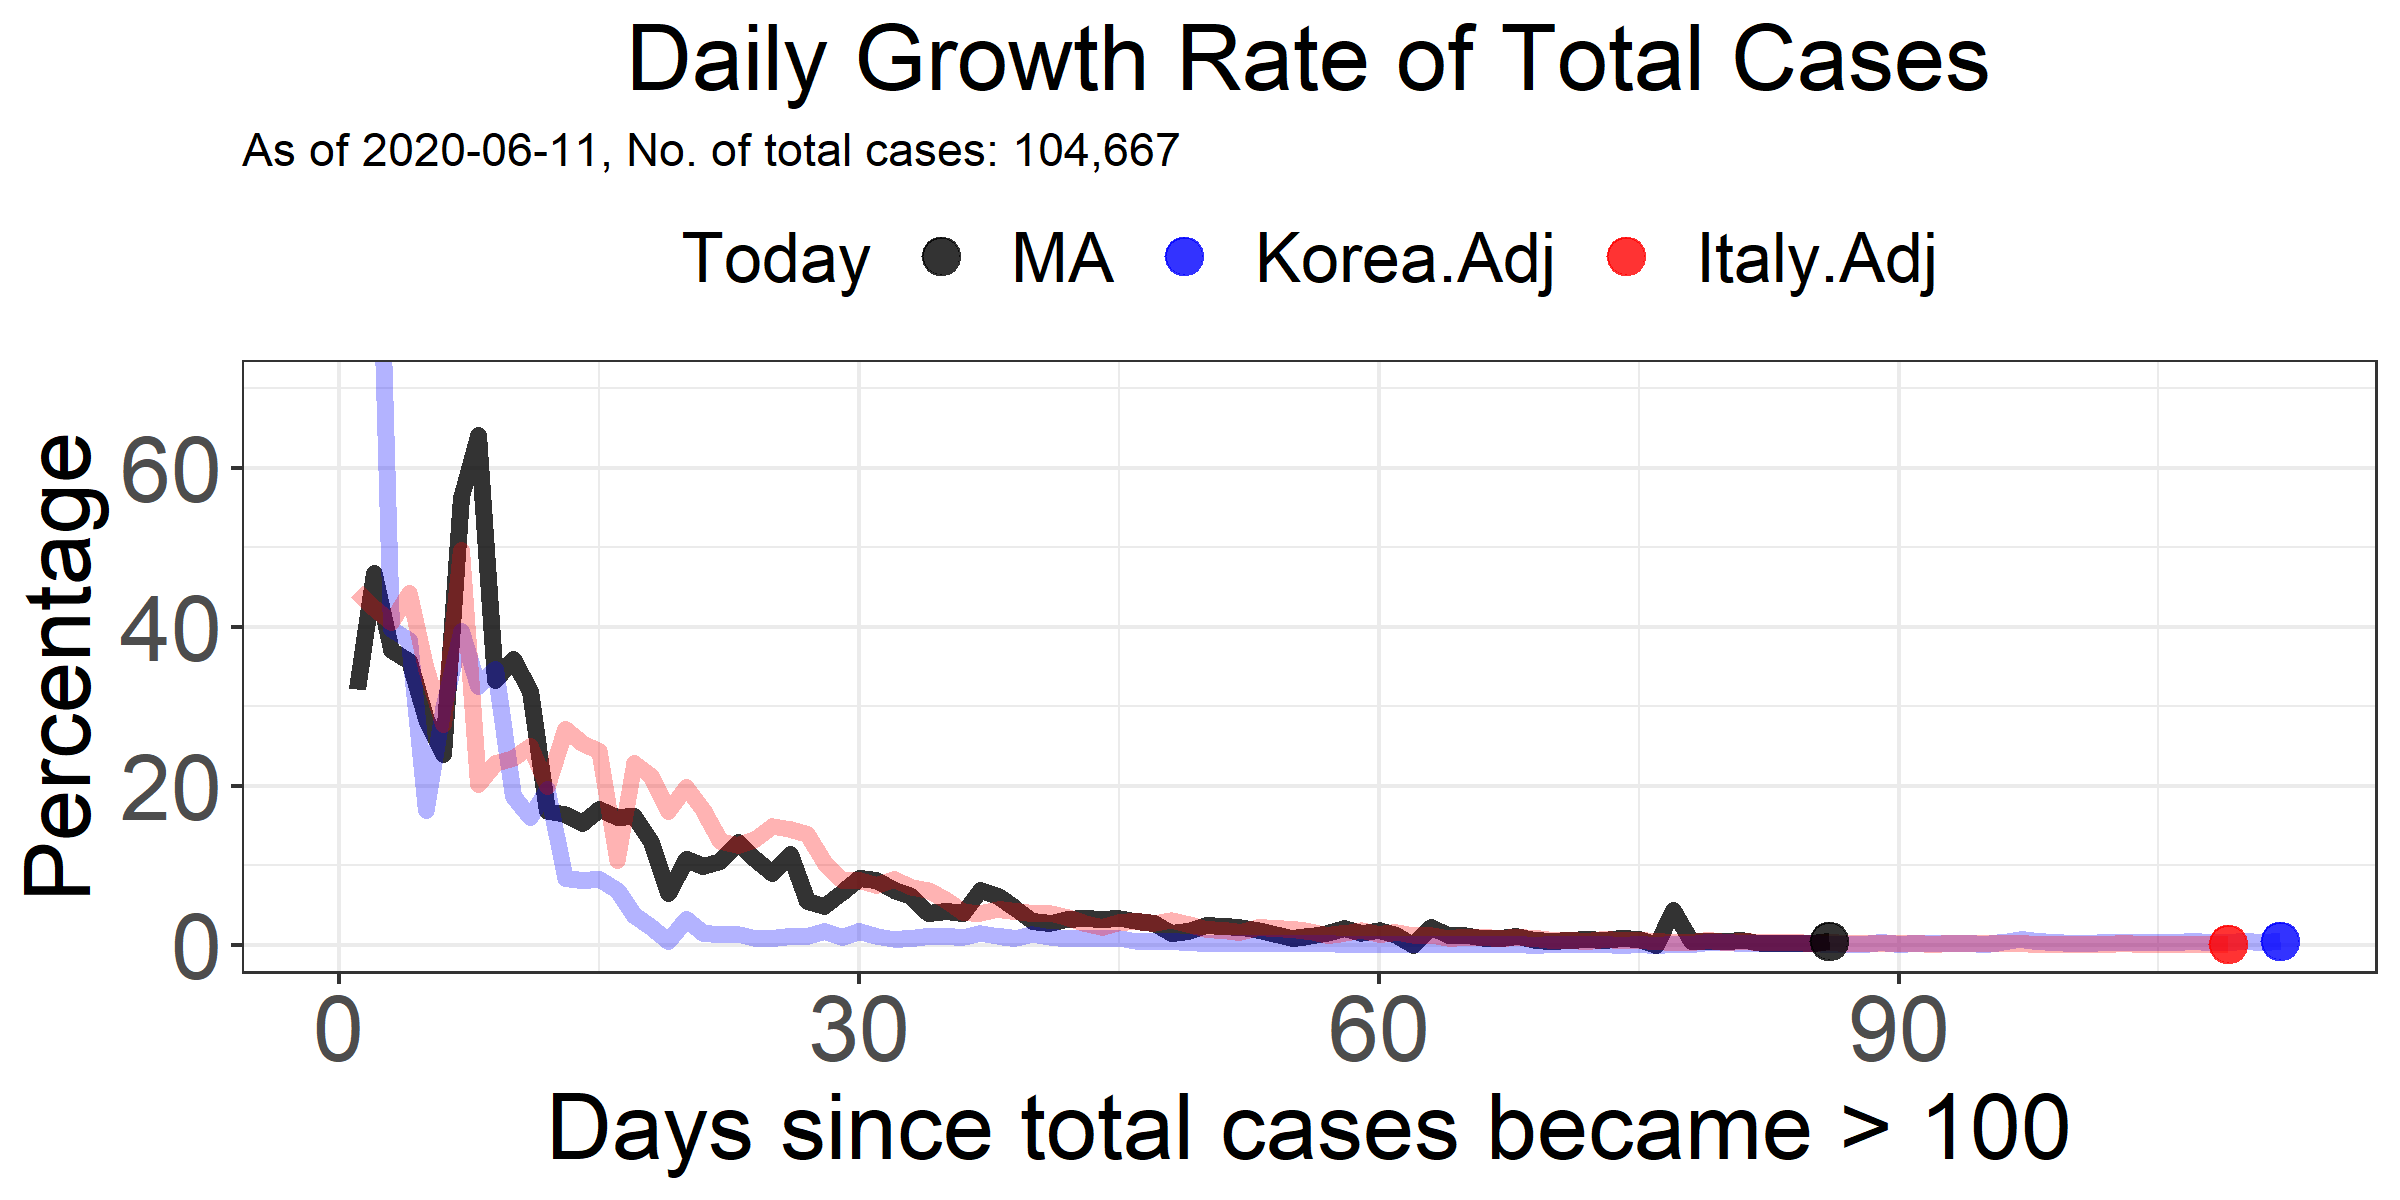 Daily Growth Rate of Total Cases
As of 2020-06-11, No. of total cases: 104,667
Today MA Korea.Adj Italy.Adj
Percentage
60
40
20
0
0 30 60 90
Days since total cases became > 100